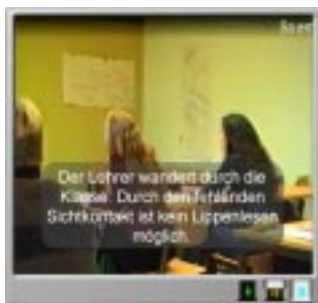 Der Lehrer wandert durch die
Klasse. Durch den fehlenden
Sichtkontakt ist kein Lippenlesen
möglich.